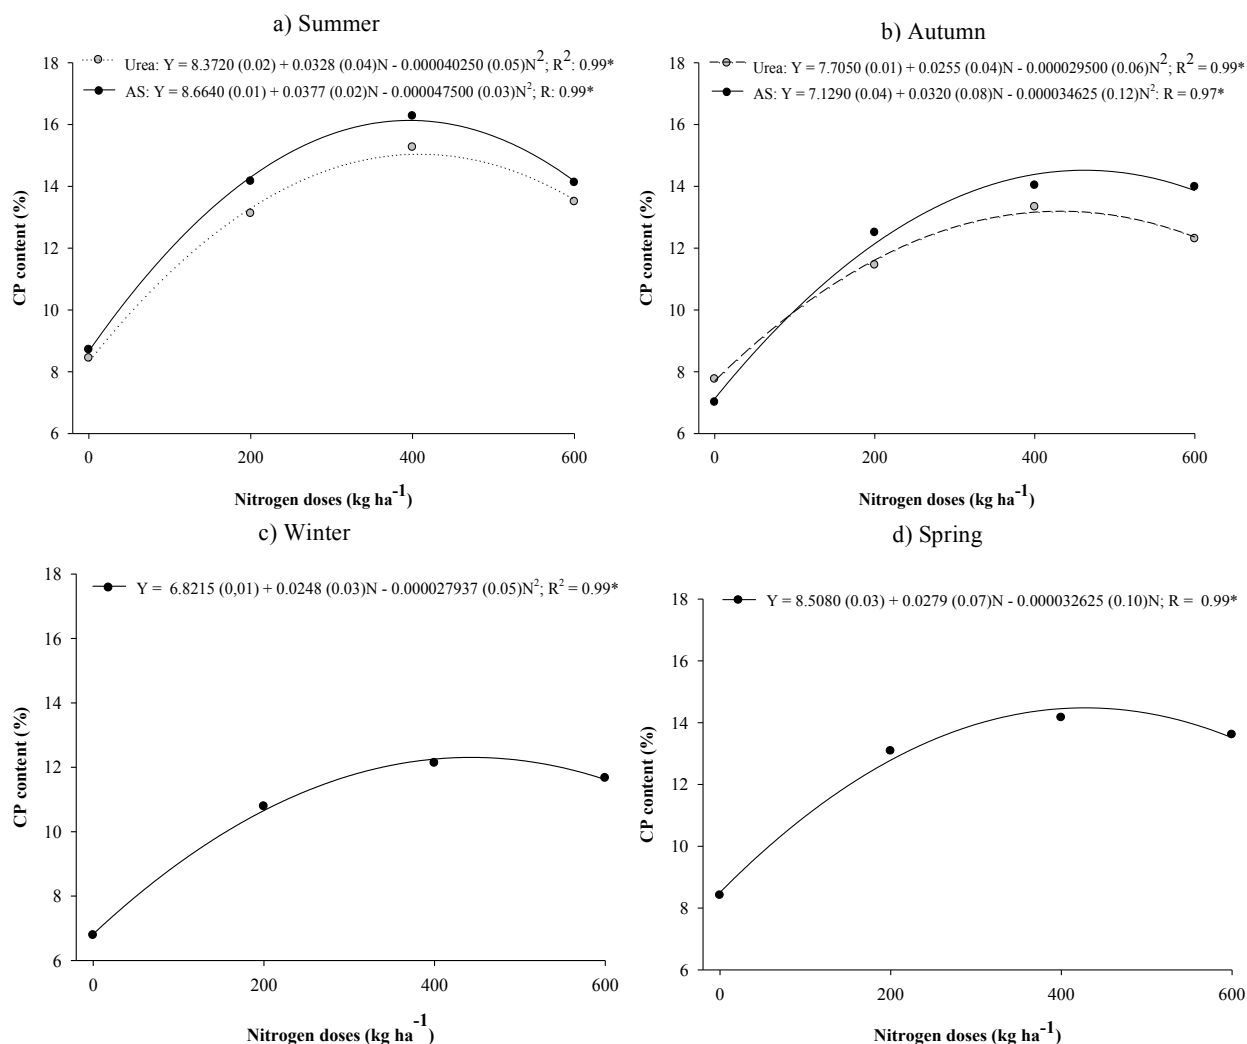 a) Summer
Urea: Y = 8.3720 (0.02) + 0.0328 (0.04)N - 0.000040250 (0.05)N²; R²: 0.99*
AS: Y = 8.6640 (0.01) + 0.0377 (0.02)N - 0.000047500 (0.03)N²; R: 0.99*
18
16
14
12
10
8
6
CP content (%)
0 200 400 600
Nitrogen doses (kg ha⁻¹)
b) Autumn
Urea: Y = 7.7050 (0.01) + 0.0255 (0.04)N - 0.000029500 (0.06)N²; R² = 0.99*
AS: Y = 7.1290 (0.04) + 0.0320 (0.08)N - 0.000034625 (0.12)N²: R = 0.97*
18
16
14
12
10
8
6
CP content (%)
0 200 400 600
Nitrogen doses (kg ha⁻¹)
c) Winter
Y = 6.8215 (0,01) + 0.0248 (0.03)N - 0.000027937 (0.05)N²; R² = 0.99*
18
16
14
12
10
8
6
CP content (%)
0 200 400 600
Nitrogen doses (kg ha⁻¹)
d) Spring
Y = 8.5080 (0.03) + 0.0279 (0.07)N - 0.000032625 (0.10)N; R = 0.99*
18
16
14
12
10
8
6
CP content (%)
0 200 400 600
Nitrogen doses (kg ha⁻¹)